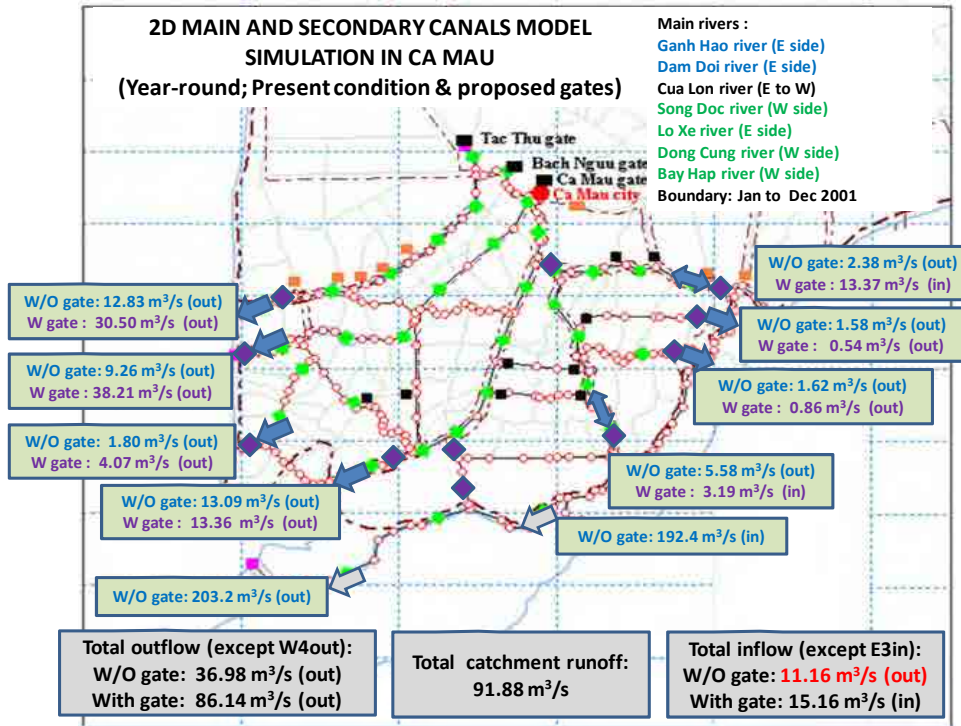 2D MAIN AND SECONDARY CANALS MODEL
SIMULATION IN CA MAU
(Year-round; Present condition & proposed gates)
Main rivers :
Ganh Hao river (E side)
Dam Doi river (E side)
Cua Lon river (E to W)
Song Doc river (W side)
Lo Xe river (E side)
Dong Cung river (W side)
Bay Hap river (W side)
Boundary: Jan to Dec 2001
Tac Thu gate
Bach Nguu gate
Ca Mau gate
Ca Mau city
W/O gate: 12.83 m³/s (out)
W gate : 30.50 m³/s (out)
W/O gate: 9.26 m³/s (out)
W gate : 38.21 m³/s (out)
W/O gate: 1.80 m³/s (out)
W gate : 4.07 m³/s (out)
W/O gate: 13.09 m³/s (out)
W gate : 13.36 m³/s (out)
W/O gate: 203.2 m³/s (out)
W/O gate: 2.38 m³/s (out)
W gate : 13.37 m³/s (in)
W/O gate: 1.58 m³/s (out)
W gate : 0.54 m³/s (out)
W/O gate: 1.62 m³/s (out)
W gate : 0.86 m³/s (out)
W/O gate: 5.58 m³/s (out)
W gate : 3.19 m³/s (in)
W/O gate: 192.4 m³/s (in)
Total outflow (except W4out):
W/O gate: 36.98 m³/s (out)
With gate: 86.14 m³/s (out)
Total catchment runoff:
91.88 m³/s
Total inflow (except E3in):
W/O gate: 11.16 m³/s (out)
With gate: 15.16 m³/s (in)